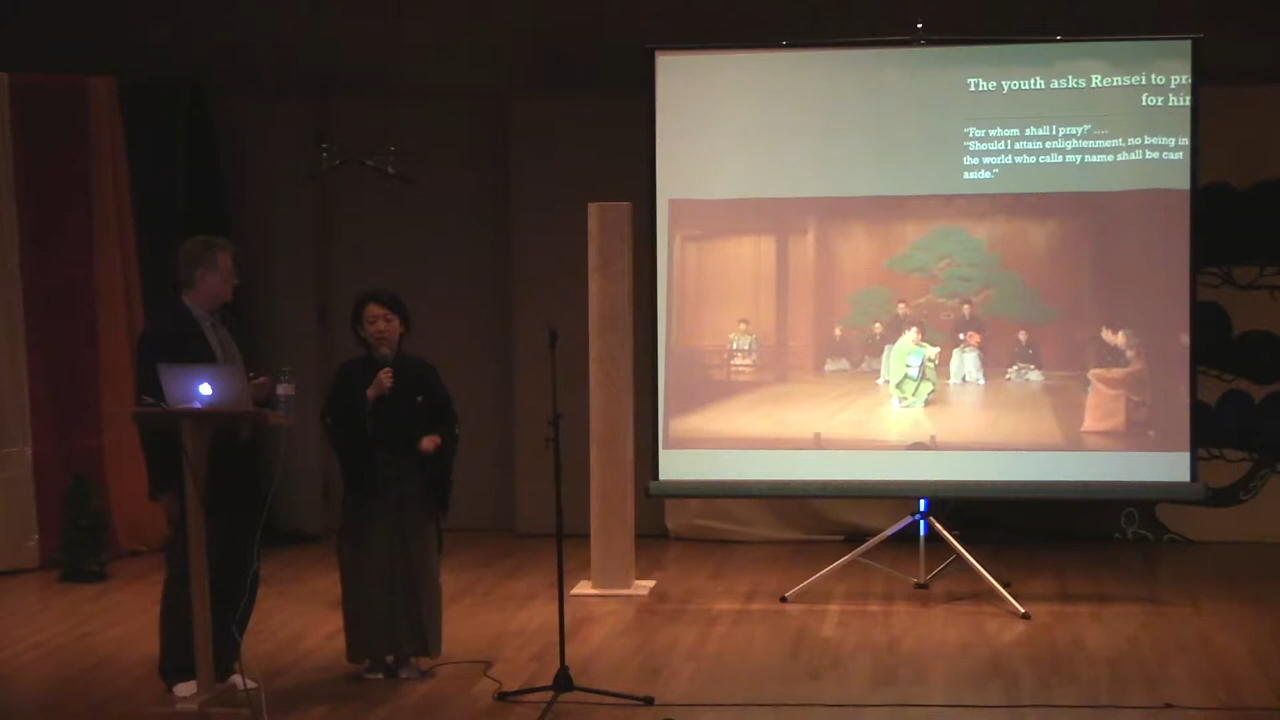 The youth asks Rensei to pra
for hir
"For whom shall I pray?' ....
"Should I attain enlightenment, no being in
the world who calls my name shall be cast
aside."